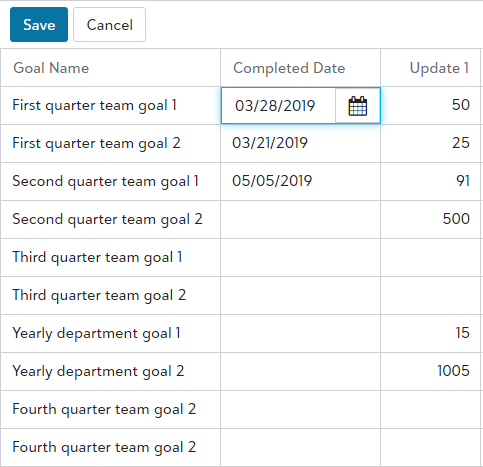 Save Cancel
Goal Name Completed Date Update 1
First quarter team goal 1 03/28/2019 50
First quarter team goal 2 03/21/2019 25
Second quarter team goal 1 05/05/2019 91
Second quarter team goal 2 500
Third quarter team goal 1
Third quarter team goal 2
Yearly department goal 1 15
Yearly department goal 2 1005
Fourth quarter team goal 2
Fourth quarter team goal 2